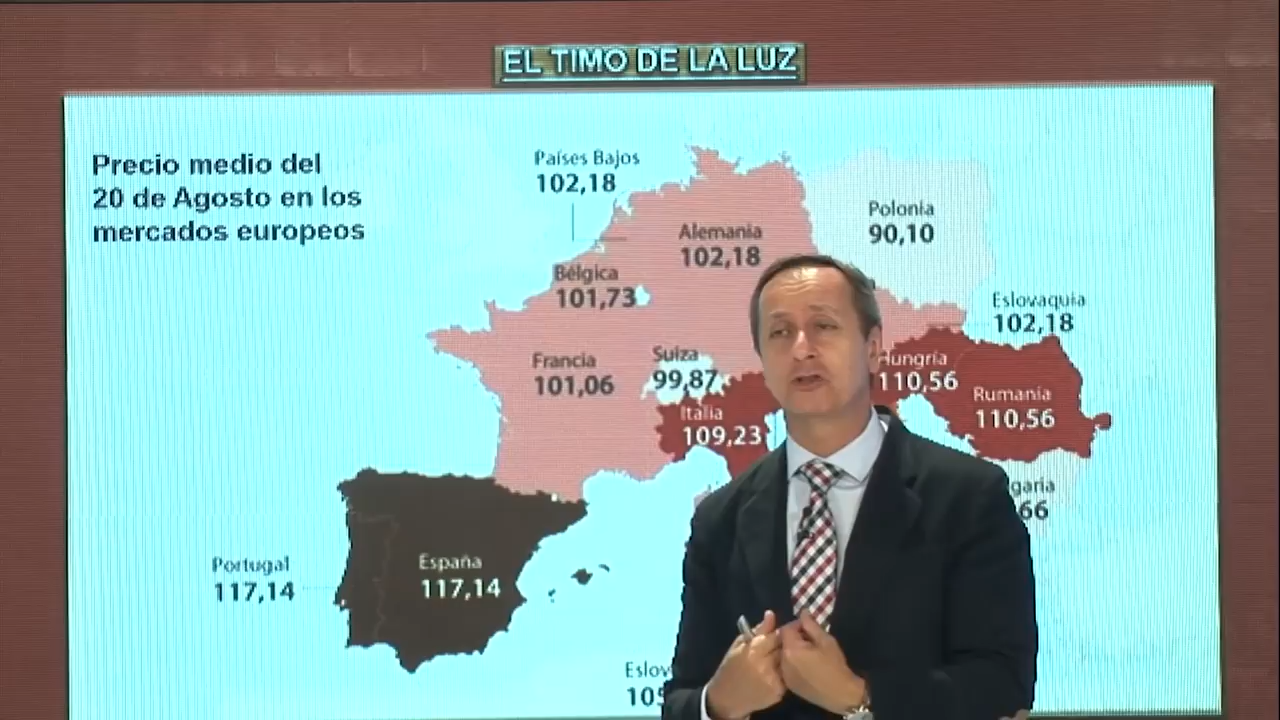 EL TIMO DE LA LUZ
Precio medio del
20 de Agosto en los
mercados europeos
Países Bajos
102,18
Polonia
90,10
Alemania
102,18
Bélgica
101,73
Eslovaquia
102,18
Francia
101,06
Suiza
99,87
Hungría
110,56
Rumanía
110,56
Italia
109,23
Portugal
117,14
España
117,14